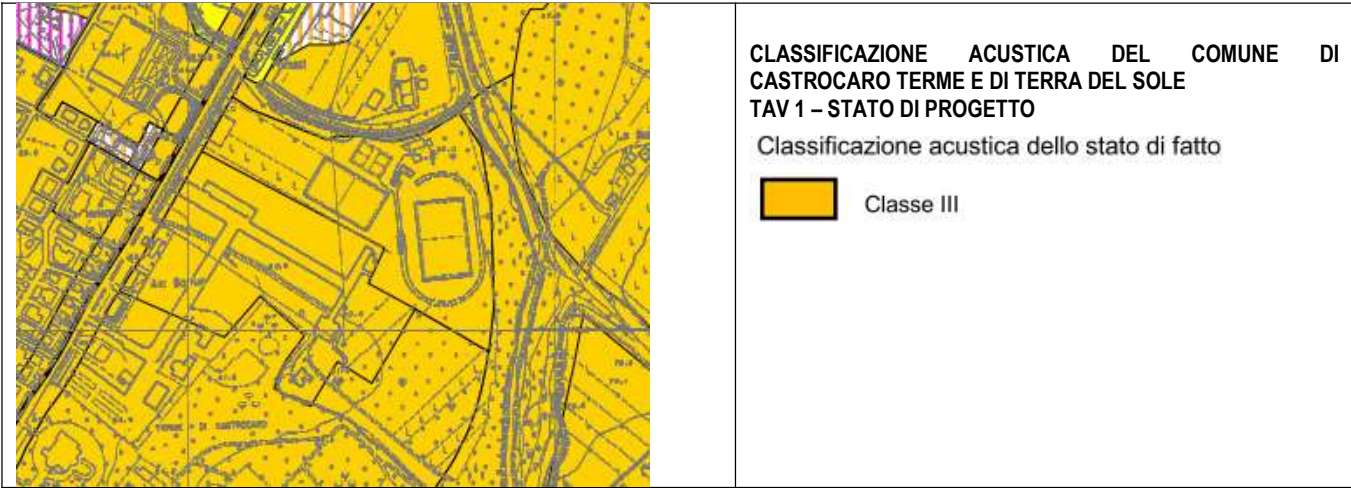 CLASSIFICAZIONE ACUSTICA DEL COMUNE DI
CASTROCARO TERME E DI TERRA DEL SOLE
TAV 1 – STATO DI PROGETTO
Classificazione acustica dello stato di fatto
Classe III
TERME DI CASTROCARO